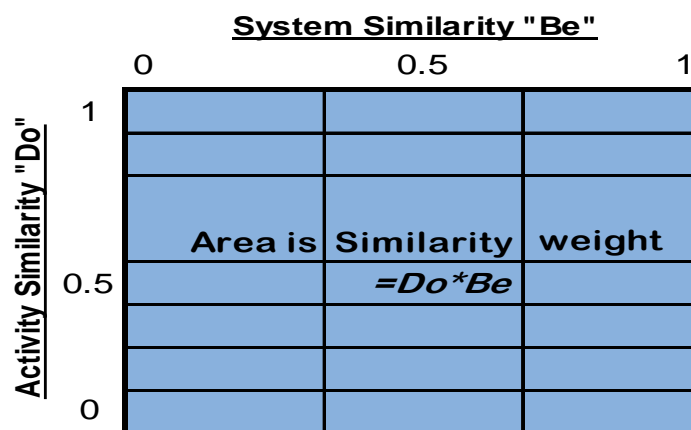 System Similarity "Be"
0 0.5 1
Activity Similarity "Do"
1
Area is Similarity weight
0.5
=Do*Be
0